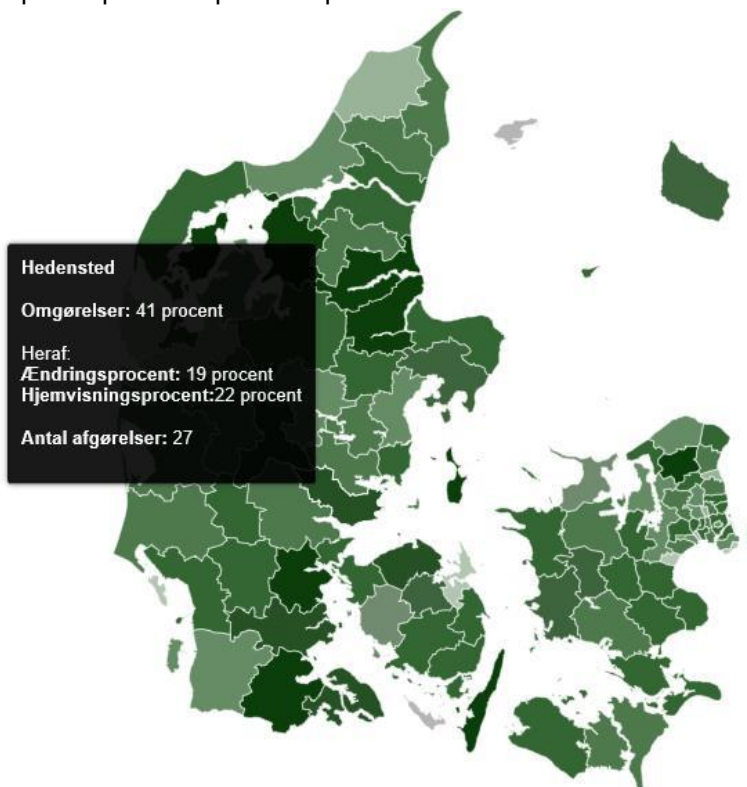 Hedensted
Omgørelser: 41 procent
Heraf:
Ændringsprocent: 19 procent
Hjemvisningsprocent:22 procent
Antal afgørelser: 27